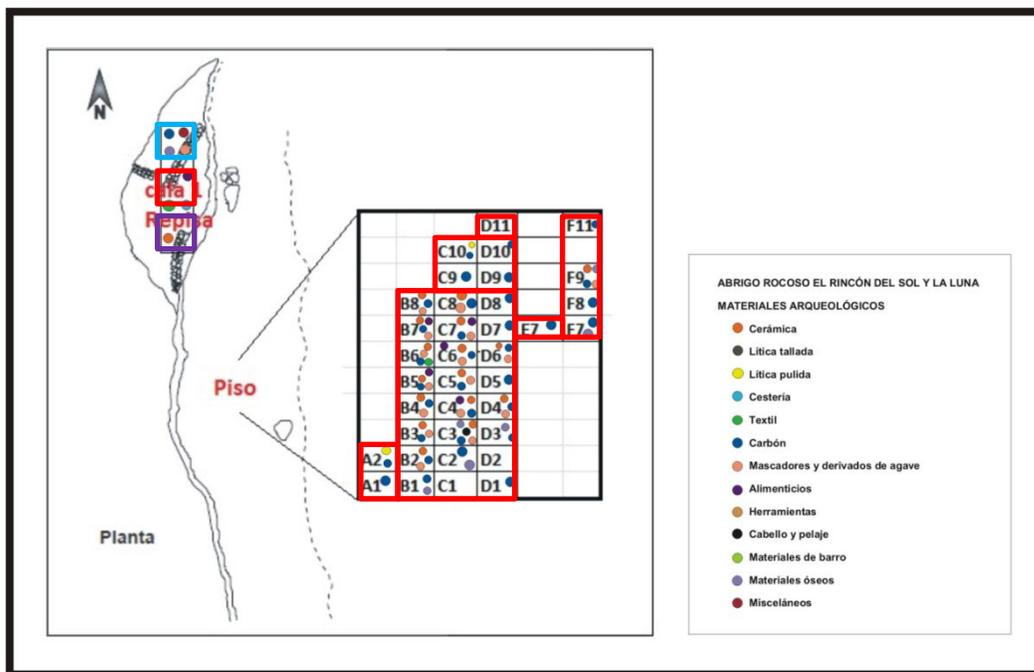 N
cala 1
Repisa
Piso
Planta
D11 F11
C10 D10
C9 D9 F9
B8 C8 D8 F8
B7 C7 D7 E7 F7
B6 C6 D6
B5 C5 D5
B4 C4 D4
B3 C3 D3
A2 B2 C2 D2
A1 B1 C1 D1
ABRIGO ROCOSO EL RINCÓN DEL SOL Y LA LUNA
MATERIALES ARQUEOLÓGICOS
Cerámica
Lítica tallada
Lítica pulida
Cestería
Textil
Carbón
Mascadores y derivados de agave
Alimenticios
Herramientas
Cabello y pelaje
Materiales de barro
Materiales óseos
Misceláneos